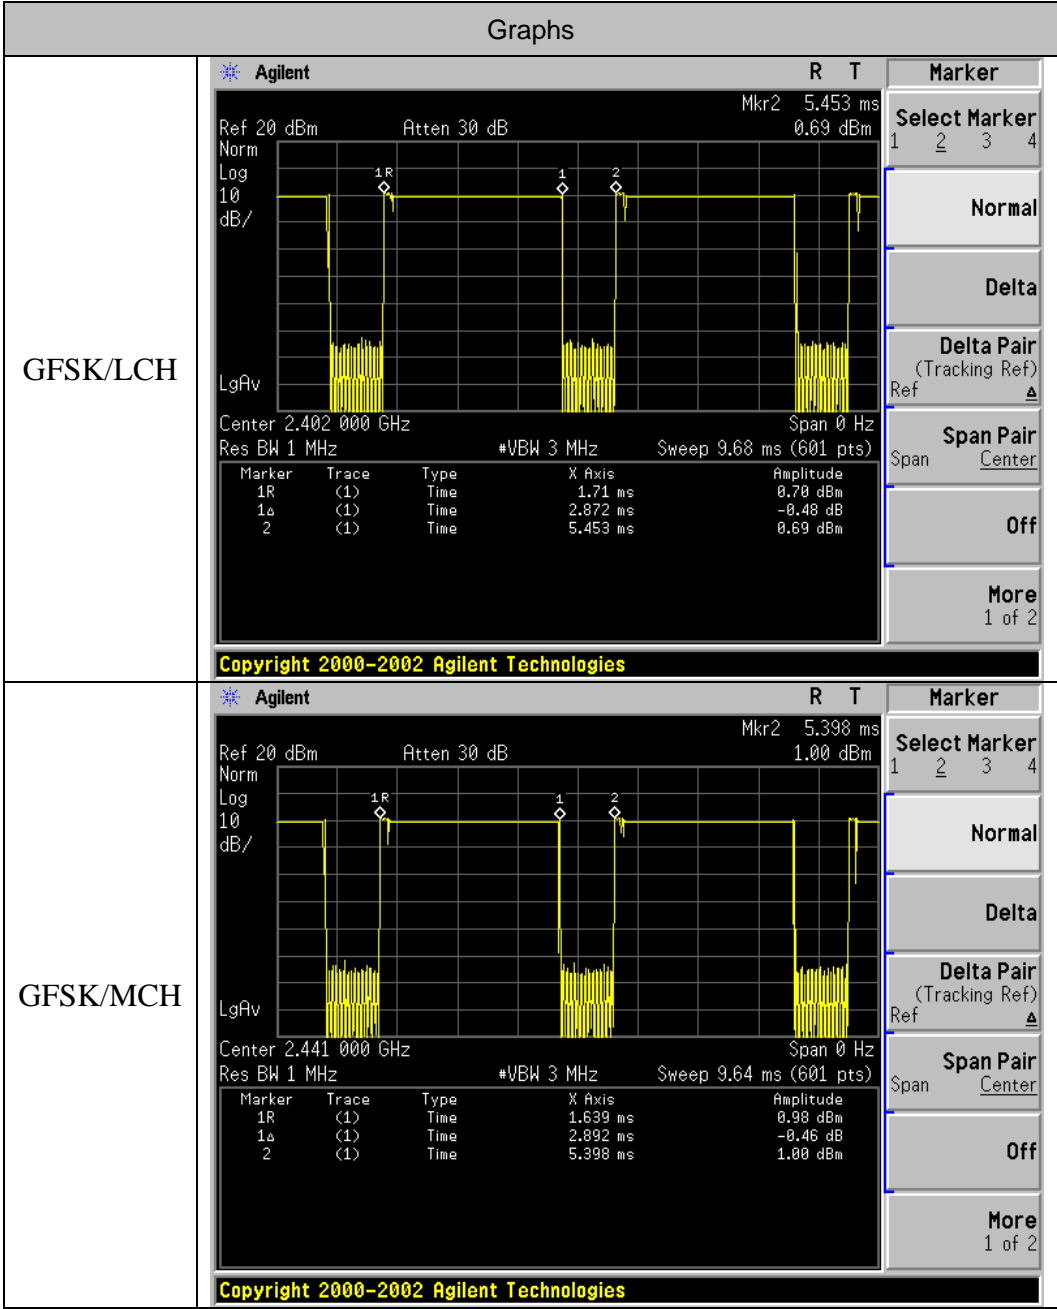 Graphs
GFSK/LCH
Agilent R T Marker
Mkr2 5.453 ms
Ref 20 dBm Atten 30 dB 0.69 dBm
Norm
Log
10
dB/
1R 1 2
LgAv
Center 2.402 000 GHz Span 0 Hz
Res BW 1 MHz #VBW 3 MHz Sweep 9.68 ms (601 pts)
Marker Trace Type X Axis Amplitude
1R (1) Time 1.71 ms 0.70 dBm
1Δ (1) Time 2.872 ms -0.48 dB
2 (1) Time 5.453 ms 0.69 dBm
Select Marker
1 2 3 4
Normal
Delta
Delta Pair
(Tracking Ref)
Ref Δ
Span Pair
Span Center
Off
More
1 of 2
Copyright 2000-2002 Agilent Technologies
GFSK/MCH
Agilent R T Marker
Mkr2 5.398 ms
Ref 20 dBm Atten 30 dB 1.00 dBm
Norm
Log
10
dB/
1R 1 2
LgAv
Center 2.441 000 GHz Span 0 Hz
Res BW 1 MHz #VBW 3 MHz Sweep 9.64 ms (601 pts)
Marker Trace Type X Axis Amplitude
1R (1) Time 1.639 ms 0.98 dBm
1Δ (1) Time 2.892 ms -0.46 dB
2 (1) Time 5.398 ms 1.00 dBm
Select Marker
1 2 3 4
Normal
Delta
Delta Pair
(Tracking Ref)
Ref Δ
Span Pair
Span Center
Off
More
1 of 2
Copyright 2000-2002 Agilent Technologies